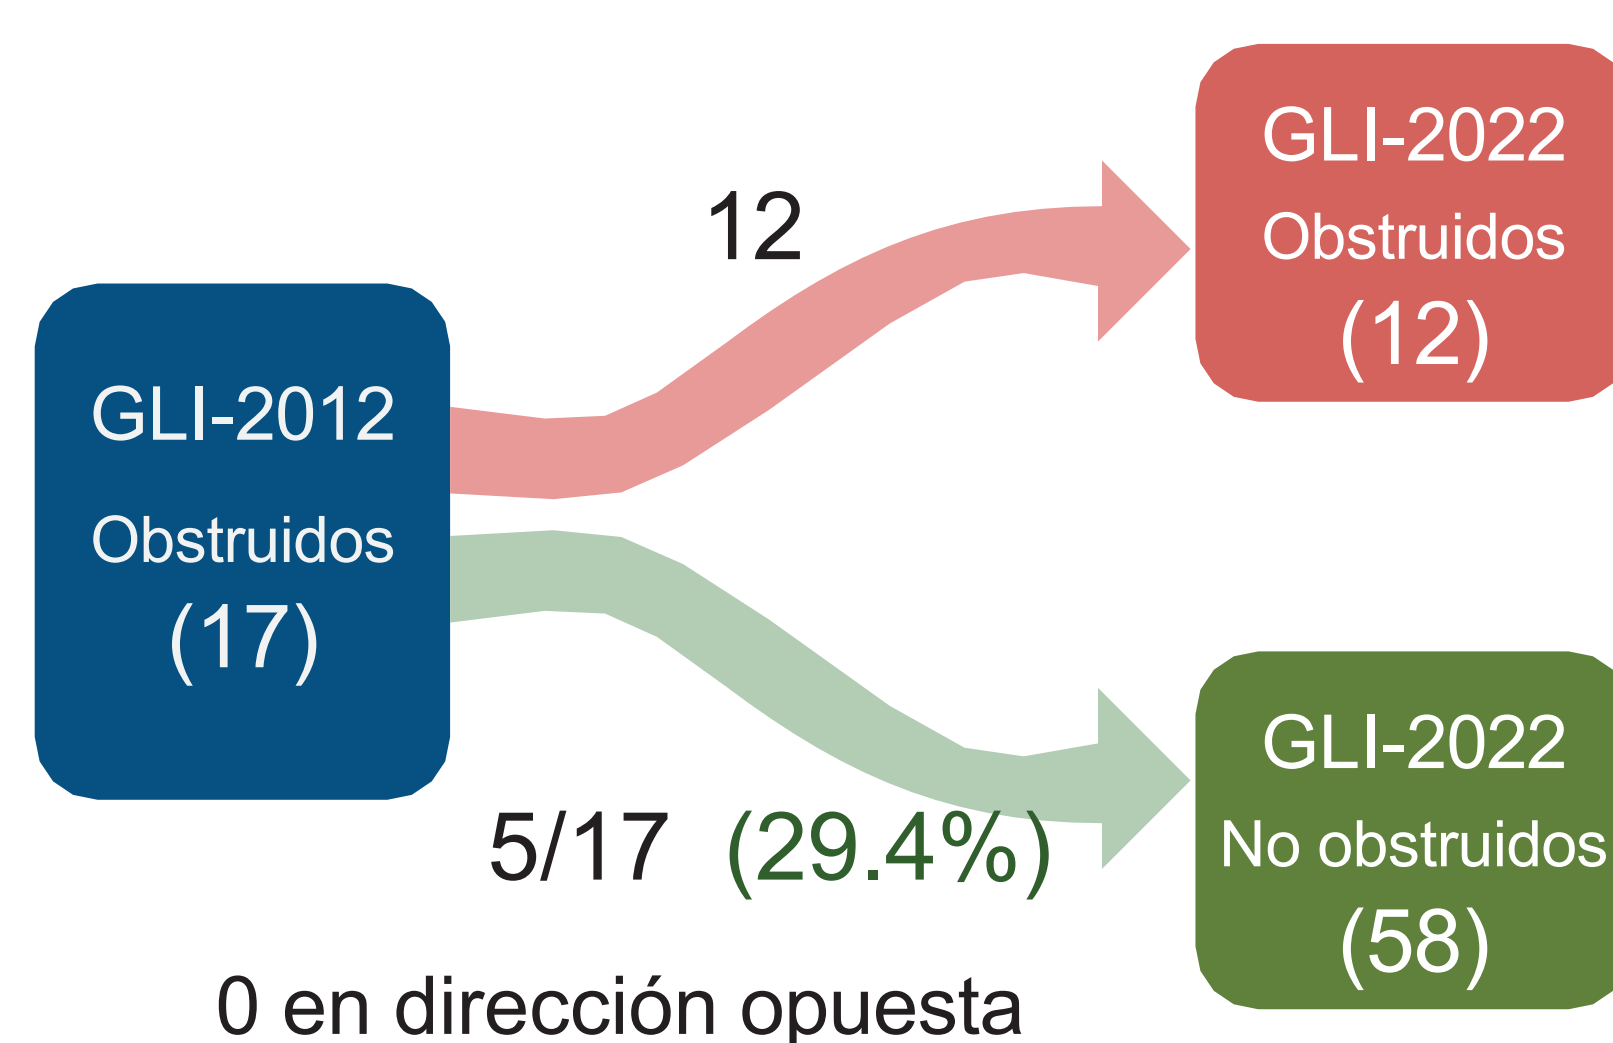 GLI-2012
Obstruidos
(17)
12
GLI-2022
Obstruidos
(12)
5/17 (29.4%)
GLI-2022
No obstruidos
(58)
0 en dirección opuesta